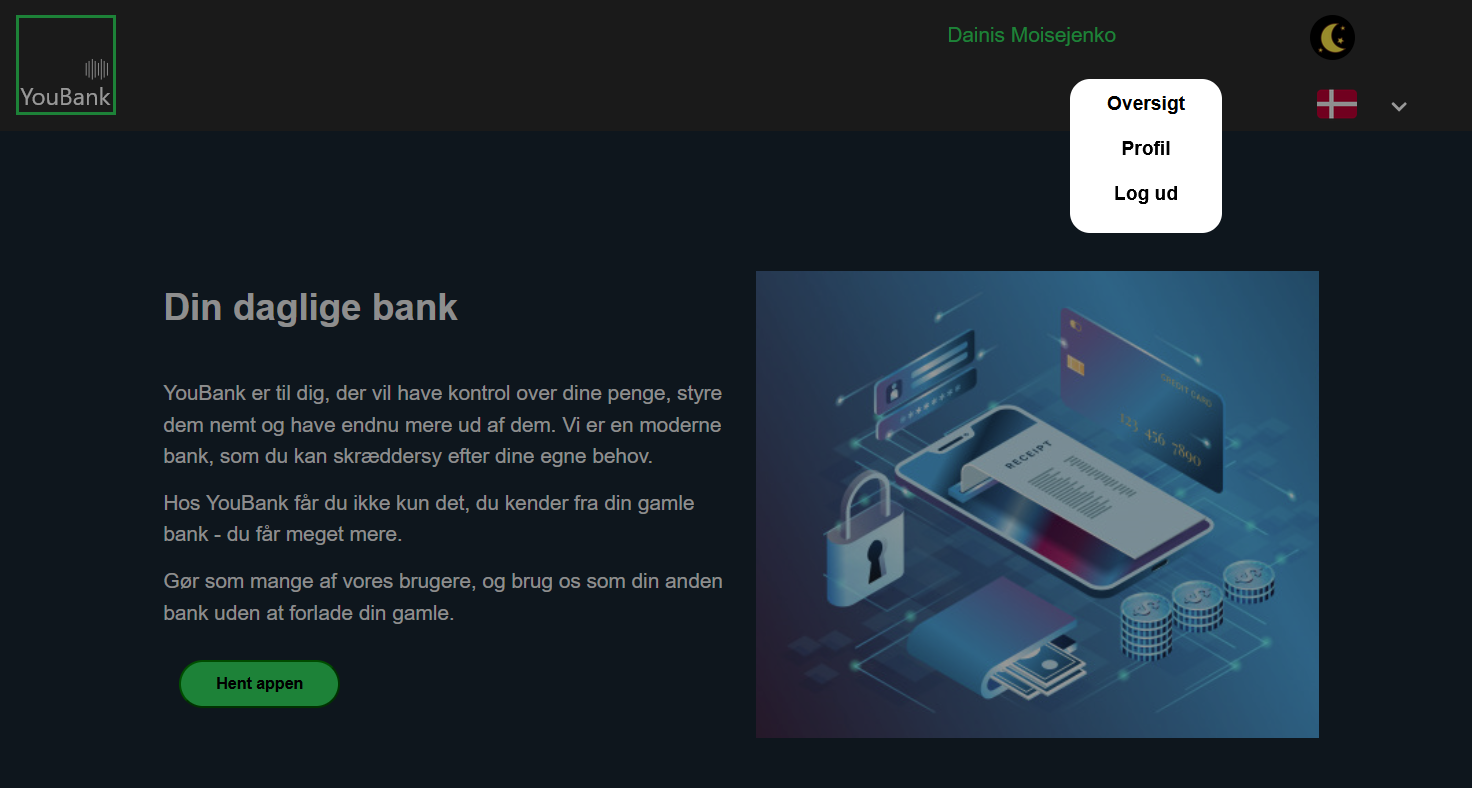 YouBank
Dainis Moisejenko
Oversigt
Profil
Log ud
Din daglige bank
YouBank er til dig, der vil have kontrol over dine penge, styre
dem nemt og have endnu mere ud af dem. Vi er en moderne
bank, som du kan skræddersy efter dine egne behov.
Hos YouBank får du ikke kun det, du kender fra din gamle
bank - du får meget mere.
Gør som mange af vores brugere, og brug os som din anden
bank uden at forlade din gamle.
Hent appen
CREDIT CARD
123 456 7890
RECEIPT